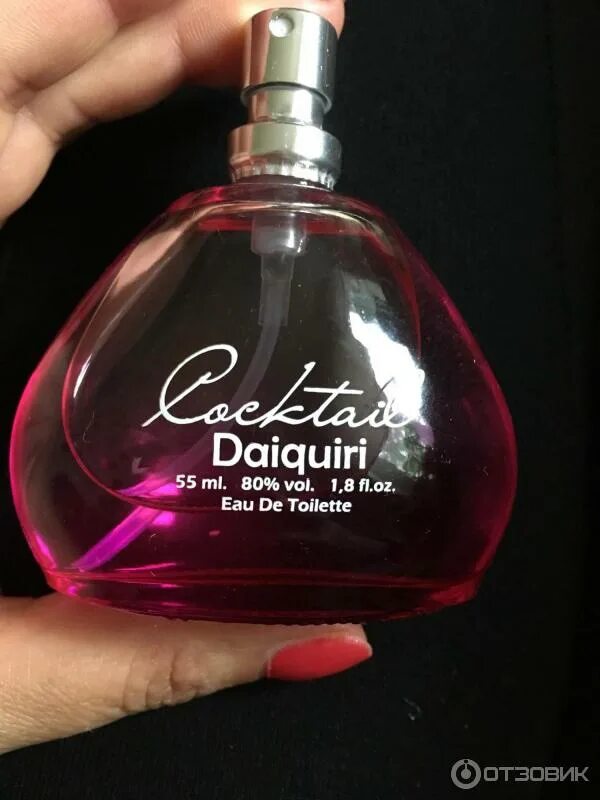 Cocktail
Daiquiri
55 ml. 80% vol. 1,8 fl.oz.
Eau De Toilette
ОТЗОВИК